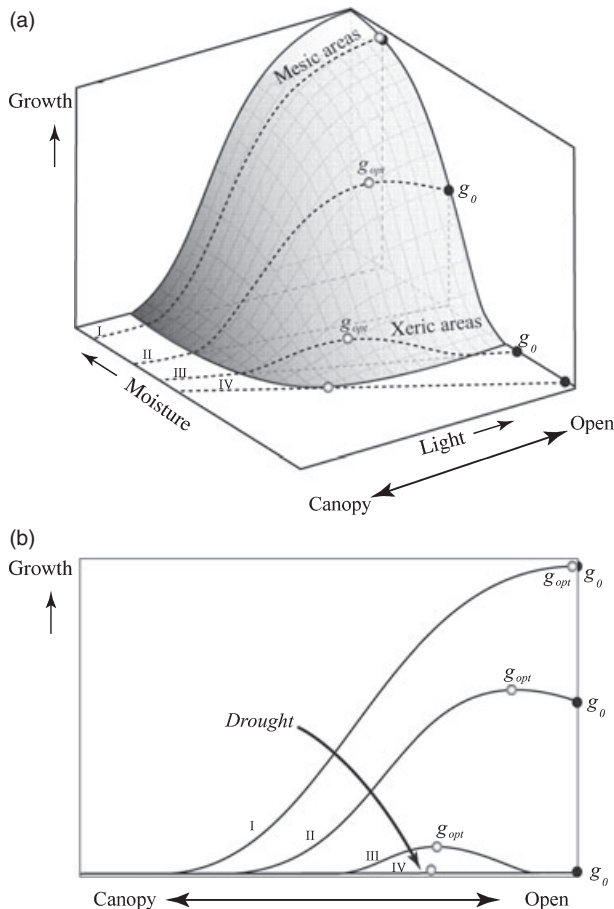 (a)
Mesic areas
Growth
g_opt
g_0
g_opt
Xeric areas
g_0
I
II
III
IV
Moisture
Light
Open
Canopy
(b)
Growth
g_opt g_0
g_opt
g_0
Drought
I
II
g_opt
III
IV
g_0
Canopy
Open